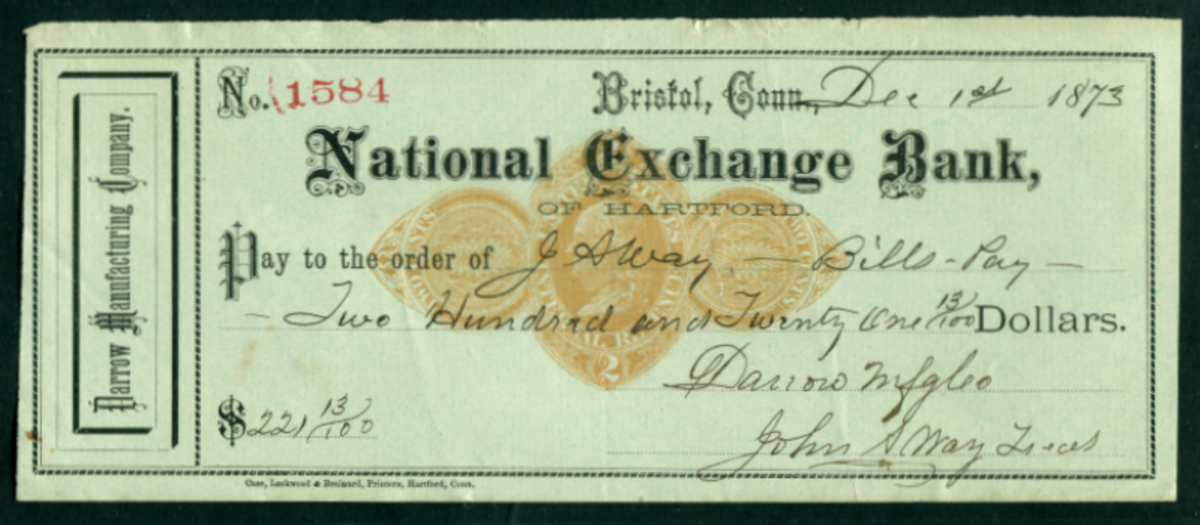 Darrow Manufacturing Company.
No. 1584 Bristol, Conn., Dec 1st 1873
National Exchange Bank,
OF HARTFORD.
Pay to the order of J S Way — Bills - Pay —
— Two Hundred and Twenty One 13/100 Dollars.
Darrow Mfg Co
$ 221 13/100
John S Way Treas
Case, Lockwood & Brainard, Printers, Hartford, Conn.
2